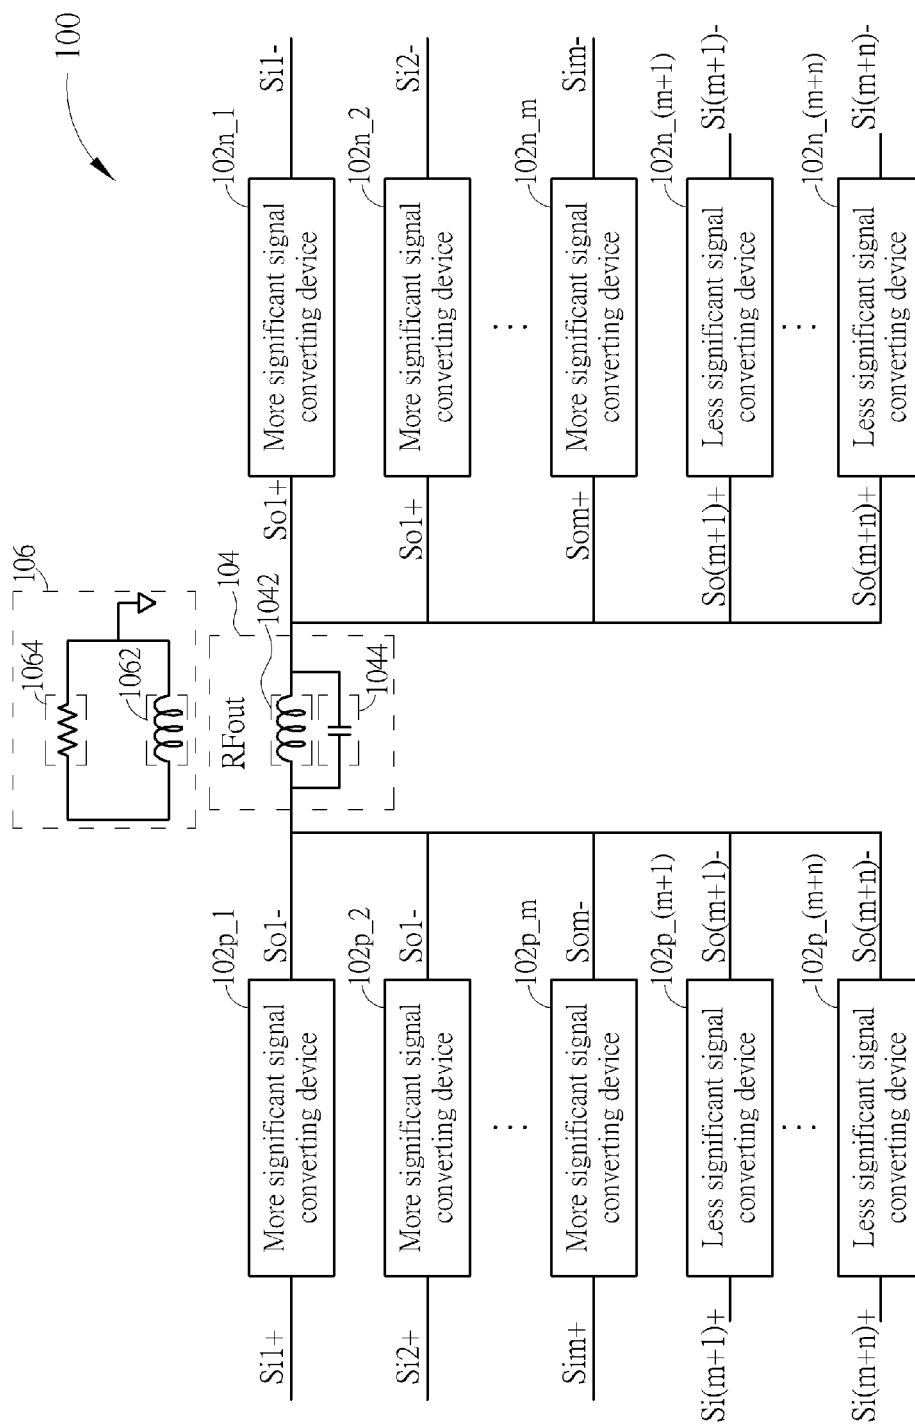 100
106
1064
1062
104
1042
1044
RFout
102p_1
Si1+
More significant signal
converting device
So1-
102n_1
So1+
More significant signal
converting device
Si1-
102p_2
Si2+
More significant signal
converting device
So1-
102n_2
So1+
More significant signal
converting device
Si2-
...
...
102p_m
Sim+
More significant signal
converting device
Som-
102n_m
Som+
More significant signal
converting device
Sim-
102p_(m+1)
Si(m+1)+
Less significant signal
converting device
So(m+1)-
102n_(m+1)
So(m+1)+
Less significant signal
converting device
Si(m+1)-
...
...
102p_(m+n)
Si(m+n)+
Less significant signal
converting device
So(m+n)-
102n_(m+n)
So(m+n)+
Less significant signal
converting device
Si(m+n)-